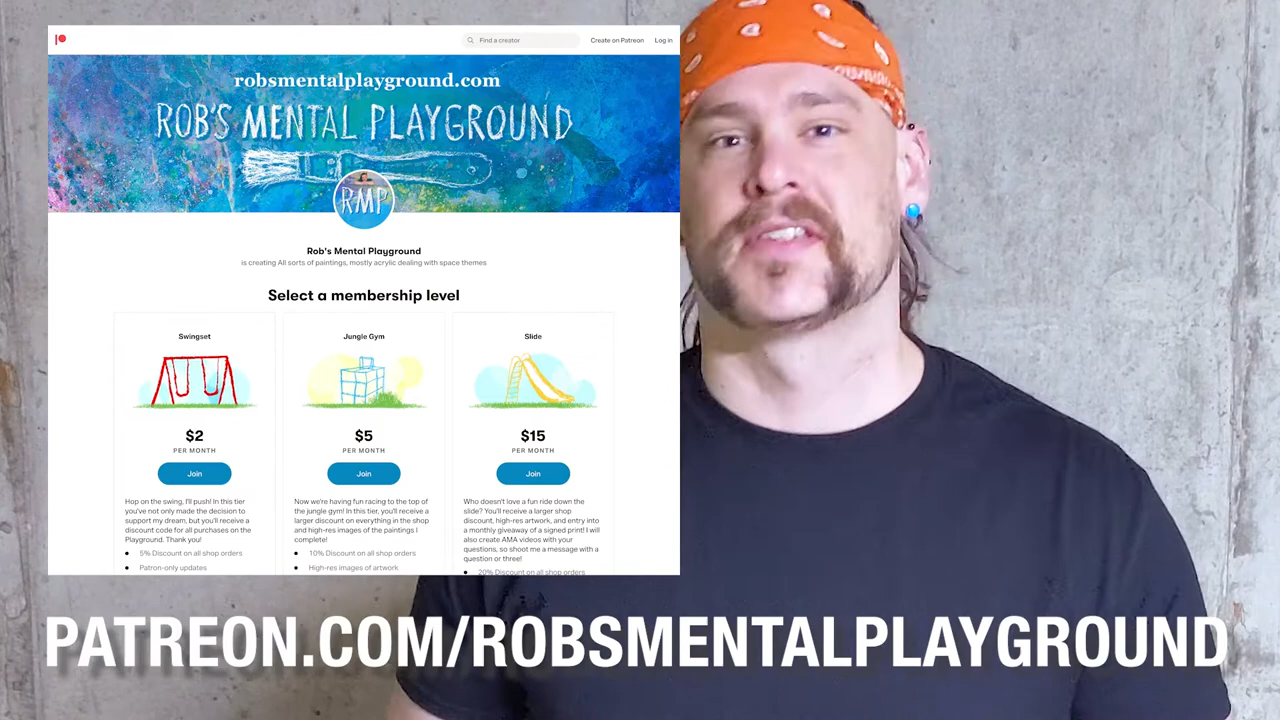 Find a creator
Create on Patreon
Log in
robsmentalplayground.com
ROB'S MENTAL PLAYGROUND
RMP
Rob's Mental Playground
is creating All sorts of paintings, mostly acrylic dealing with space themes
Select a membership level
Swingset
$2
PER MONTH
Join
Hop on the swing, I'll push! In this tier
you've not only made the decision to
support my dream, but you'll receive a
discount code for all purchases on the
Playground. Thank you!
• 5% Discount on all shop orders
• Patron-only updates
Jungle Gym
$5
PER MONTH
Join
Now we're having fun racing to the top of
the jungle gym! In this tier, you'll receive a
larger discount on everything in the shop
and high-res images of the paintings I
complete!
• 10% Discount on all shop orders
• High-res images of artwork
Slide
$15
PER MONTH
Join
Who doesn't love a fun ride down the
slide? You'll receive a larger shop
discount, high-res artwork, and entry into
a monthly giveaway of a signed print! I will
also create AMA videos with your
questions, so shoot me a message with a
question or three!
• 20% Discount on all shop orders
PATREON.COM/ROBSMENTALPLAYGROUND